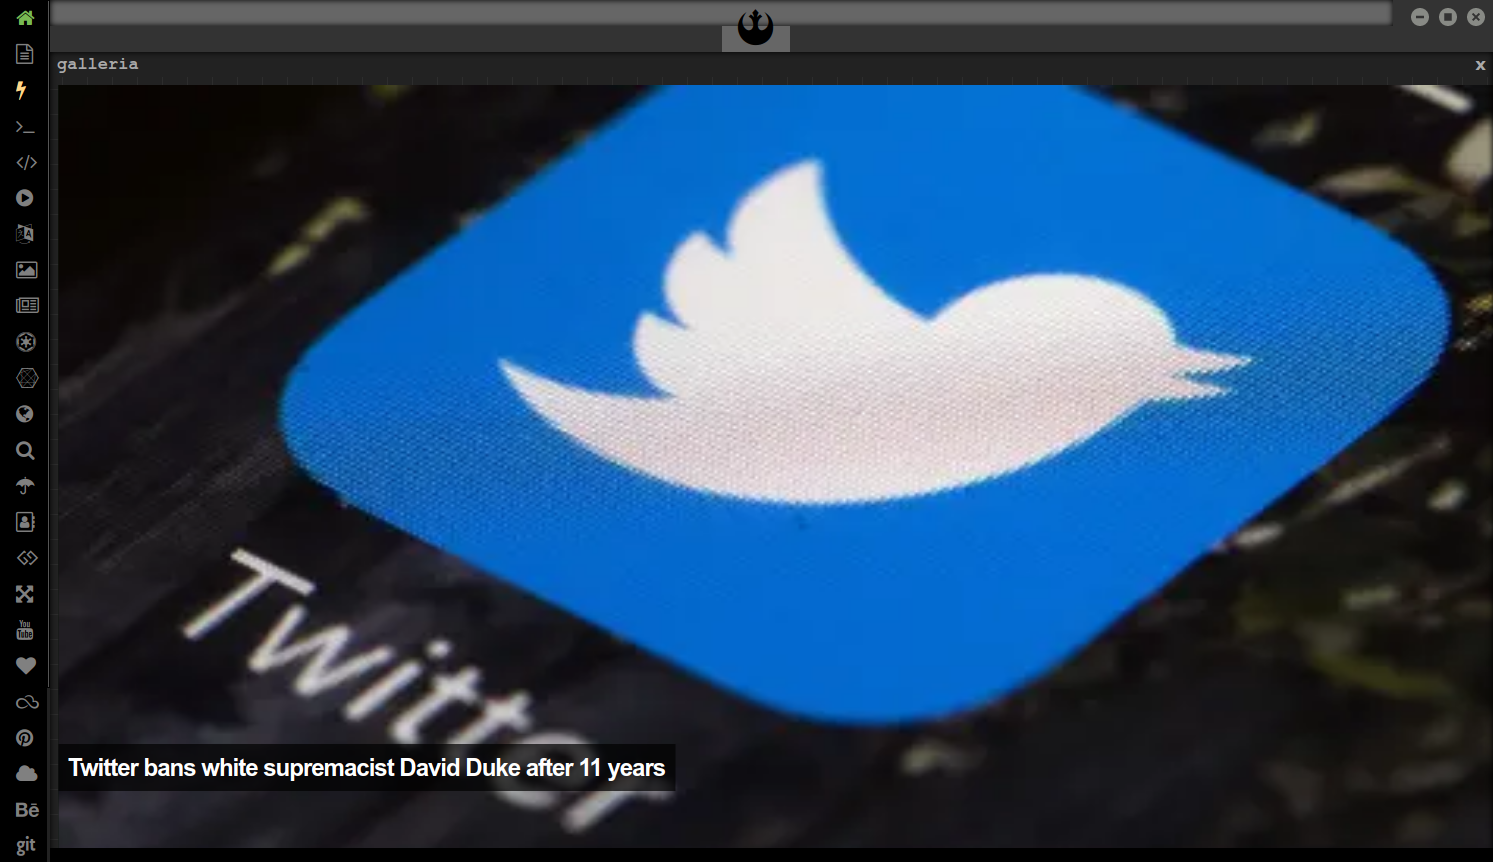 galleria
x
Twitter
Twitter bans white supremacist David Duke after 11 years
You
Tube
Bē
git